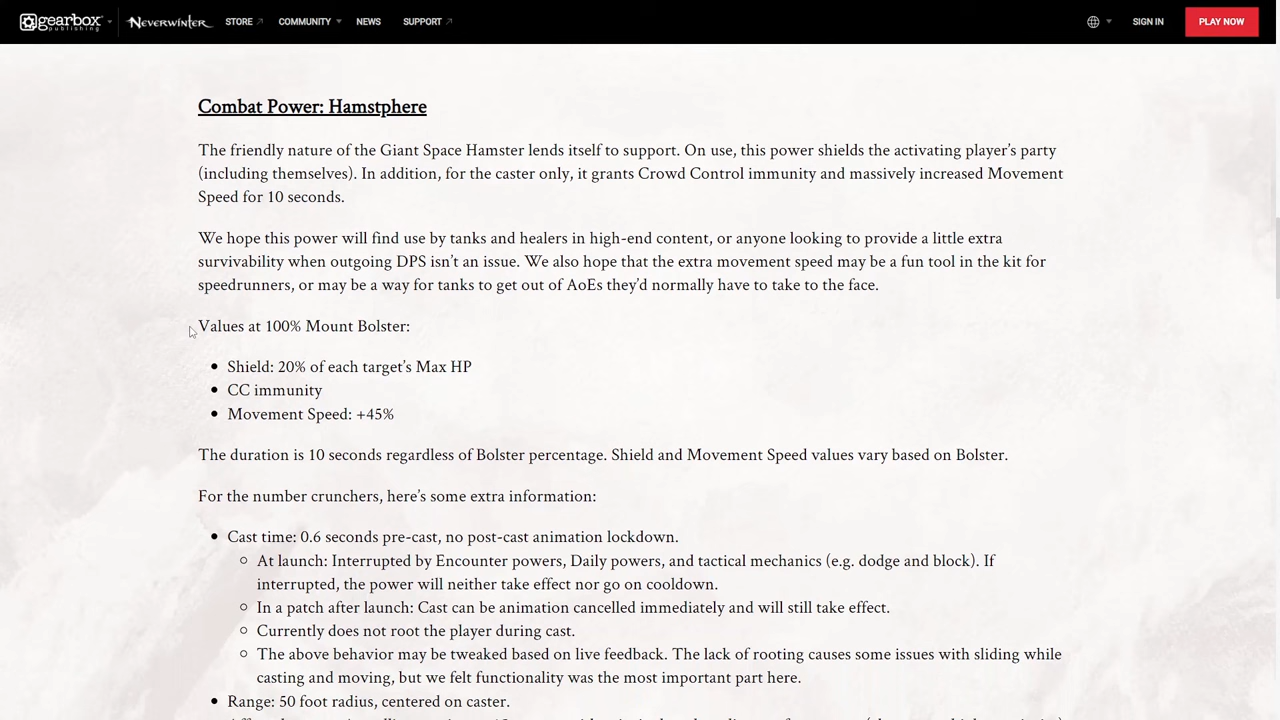 gearbox publishing NEVERWINTER STORE COMMUNITY NEWS SUPPORT SIGN IN PLAY NOW
Combat Power: Hamstphere
The friendly nature of the Giant Space Hamster lends itself to support. On use, this power shields the activating player’s party
(including themselves). In addition, for the caster only, it grants Crowd Control immunity and massively increased Movement
Speed for 10 seconds.
We hope this power will find use by tanks and healers in high-end content, or anyone looking to provide a little extra
survivability when outgoing DPS isn’t an issue. We also hope that the extra movement speed may be a fun tool in the kit for
speedrunners, or may be a way for tanks to get out of AoEs they’d normally have to take to the face.
Values at 100% Mount Bolster:
• Shield: 20% of each target’s Max HP
• CC immunity
• Movement Speed: +45%
The duration is 10 seconds regardless of Bolster percentage. Shield and Movement Speed values vary based on Bolster.
For the number crunchers, here’s some extra information:
• Cast time: 0.6 seconds pre-cast, no post-cast animation lockdown.
◦ At launch: Interrupted by Encounter powers, Daily powers, and tactical mechanics (e.g. dodge and block). If
interrupted, the power will neither take effect nor go on cooldown.
◦ In a patch after launch: Cast can be animation cancelled immediately and will still take effect.
◦ Currently does not root the player during cast.
◦ The above behavior may be tweaked based on live feedback. The lack of rooting causes some issues with sliding while
casting and moving, but we felt functionality was the most important part here.
• Range: 50 foot radius, centered on caster.